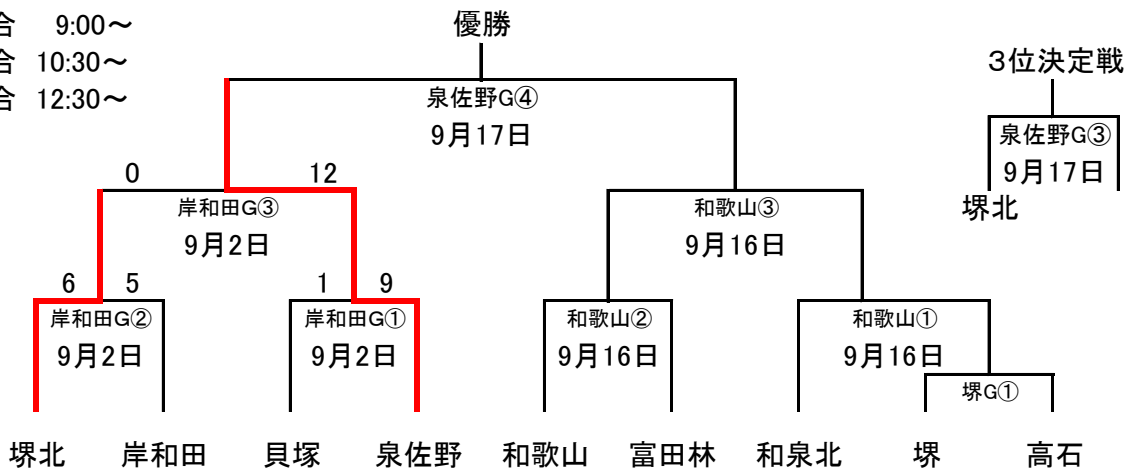 合 9:00～
合 10:30～
合 12:30～
優勝
3位決定戦
泉佐野G④
9月17日
泉佐野G③
9月17日
堺北
0 12
岸和田G③
9月2日
和歌山③
9月16日
6 5 1 9
岸和田G② 岸和田G① 和歌山② 和歌山①
9月2日 9月2日 9月16日 9月16日
堺G①
堺北 岸和田 貝塚 泉佐野 和歌山 富田林 和泉北 堺 高石